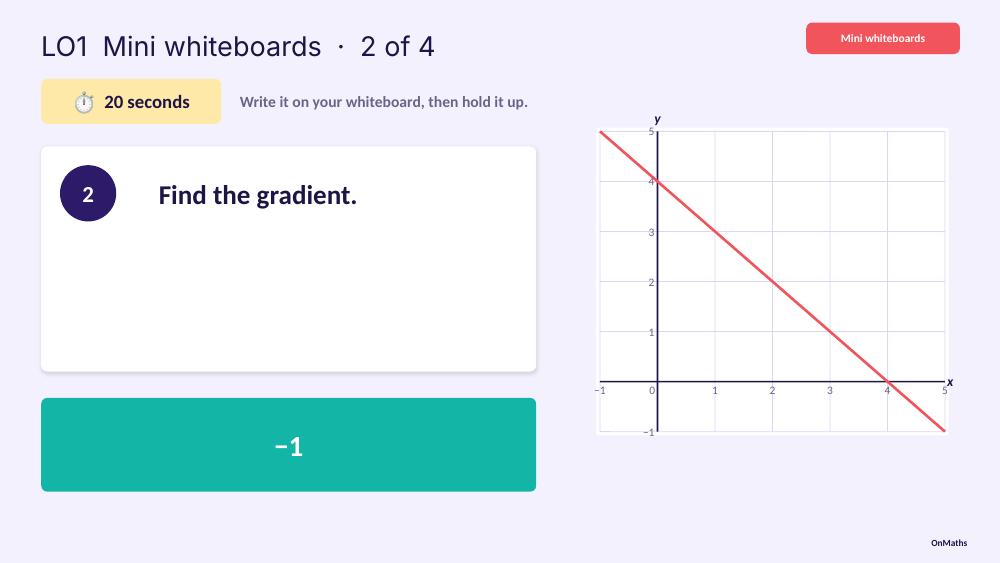 LO1 Mini whiteboards · 2 of 4
Mini whiteboards
⏱️ 20 seconds
Write it on your whiteboard, then hold it up.
2
Find the gradient.
−1
y
5
4
3
2
1
−1 0 1 2 3 4 5 x
−1
OnMaths